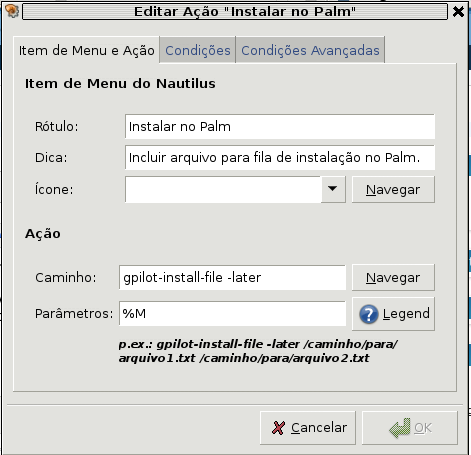 Editar Ação "Instalar no Palm"
Item de Menu e Ação Condições Condições Avançadas
Item de Menu do Nautilus
Rótulo: Instalar no Palm
Dica: Incluir arquivo para fila de instalação no Palm.
Ícone: Navegar
Ação
Caminho: gpilot-install-file -later Navegar
Parâmetros: %M Legend
p.ex.: gpilot-install-file -later /caminho/para/
arquivo1.txt /caminho/para/arquivo2.txt
Cancelar OK